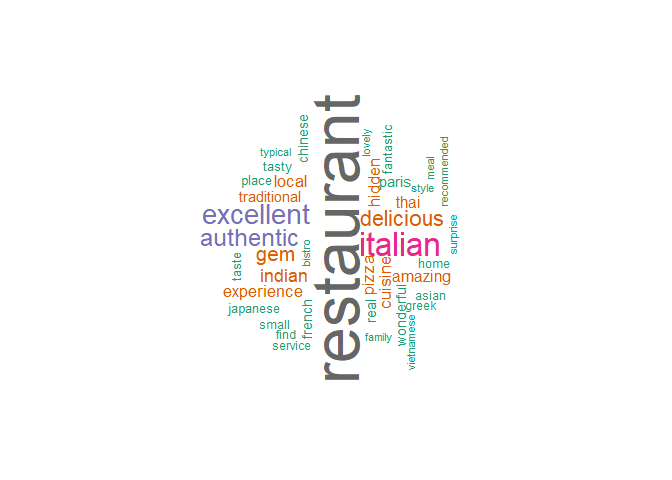 restaurant
italian
excellent
authentic
delicious
gem
indian
experience
local
traditional
amazing
cuisine
pizza
hidden
thai
paris
typical
tasty
place
chinese
lovely
fantastic
style
meal
recommended
surprise
home
asian
greek
wonderful
vietnamese
real
family
french
bistro
taste
japanese
small
find
service